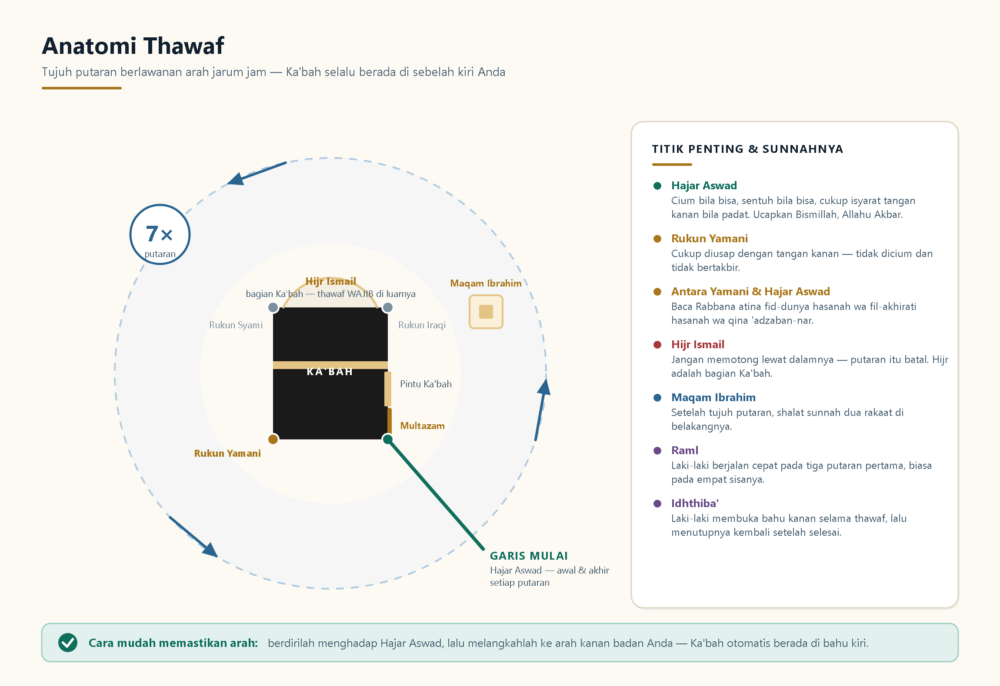 Anatomi Thawaf
Tujuh putaran berlawanan arah jarum jam — Ka'bah selalu berada di sebelah kiri Anda
7×
putaran
Hijr Ismail
bagian Ka'bah — thawaf WAJIB di luarnya
Maqam Ibrahim
Rukun Syami
Rukun Iraqi
KA'BAH
Pintu Ka'bah
Multazam
Rukun Yamani
GARIS MULAI
Hajar Aswad — awal & akhir
setiap putaran
TITIK PENTING & SUNNAHNYA
Hajar Aswad
Cium bila bisa, sentuh bila bisa, cukup isyarat tangan
kanan bila padat. Ucapkan Bismillah, Allahu Akbar.
Rukun Yamani
Cukup diusap dengan tangan kanan — tidak dicium dan
tidak bertakbir.
Antara Yamani & Hajar Aswad
Baca Rabbana atina fid-dunya hasanah wa fil-akhirati
hasanah wa qina 'adzaban-nar.
Hijr Ismail
Jangan memotong lewat dalamnya — putaran itu batal. Hijr
adalah bagian Ka'bah.
Maqam Ibrahim
Setelah tujuh putaran, shalat sunnah dua rakaat di
belakangnya.
Raml
Laki-laki berjalan cepat pada tiga putaran pertama, biasa
pada empat sisanya.
Idhthiba'
Laki-laki membuka bahu kanan selama thawaf, lalu
menutupnya kembali setelah selesai.
Cara mudah memastikan arah: berdirilah menghadap Hajar Aswad, lalu melangkahlah ke arah kanan badan Anda — Ka'bah otomatis berada di bahu kiri.